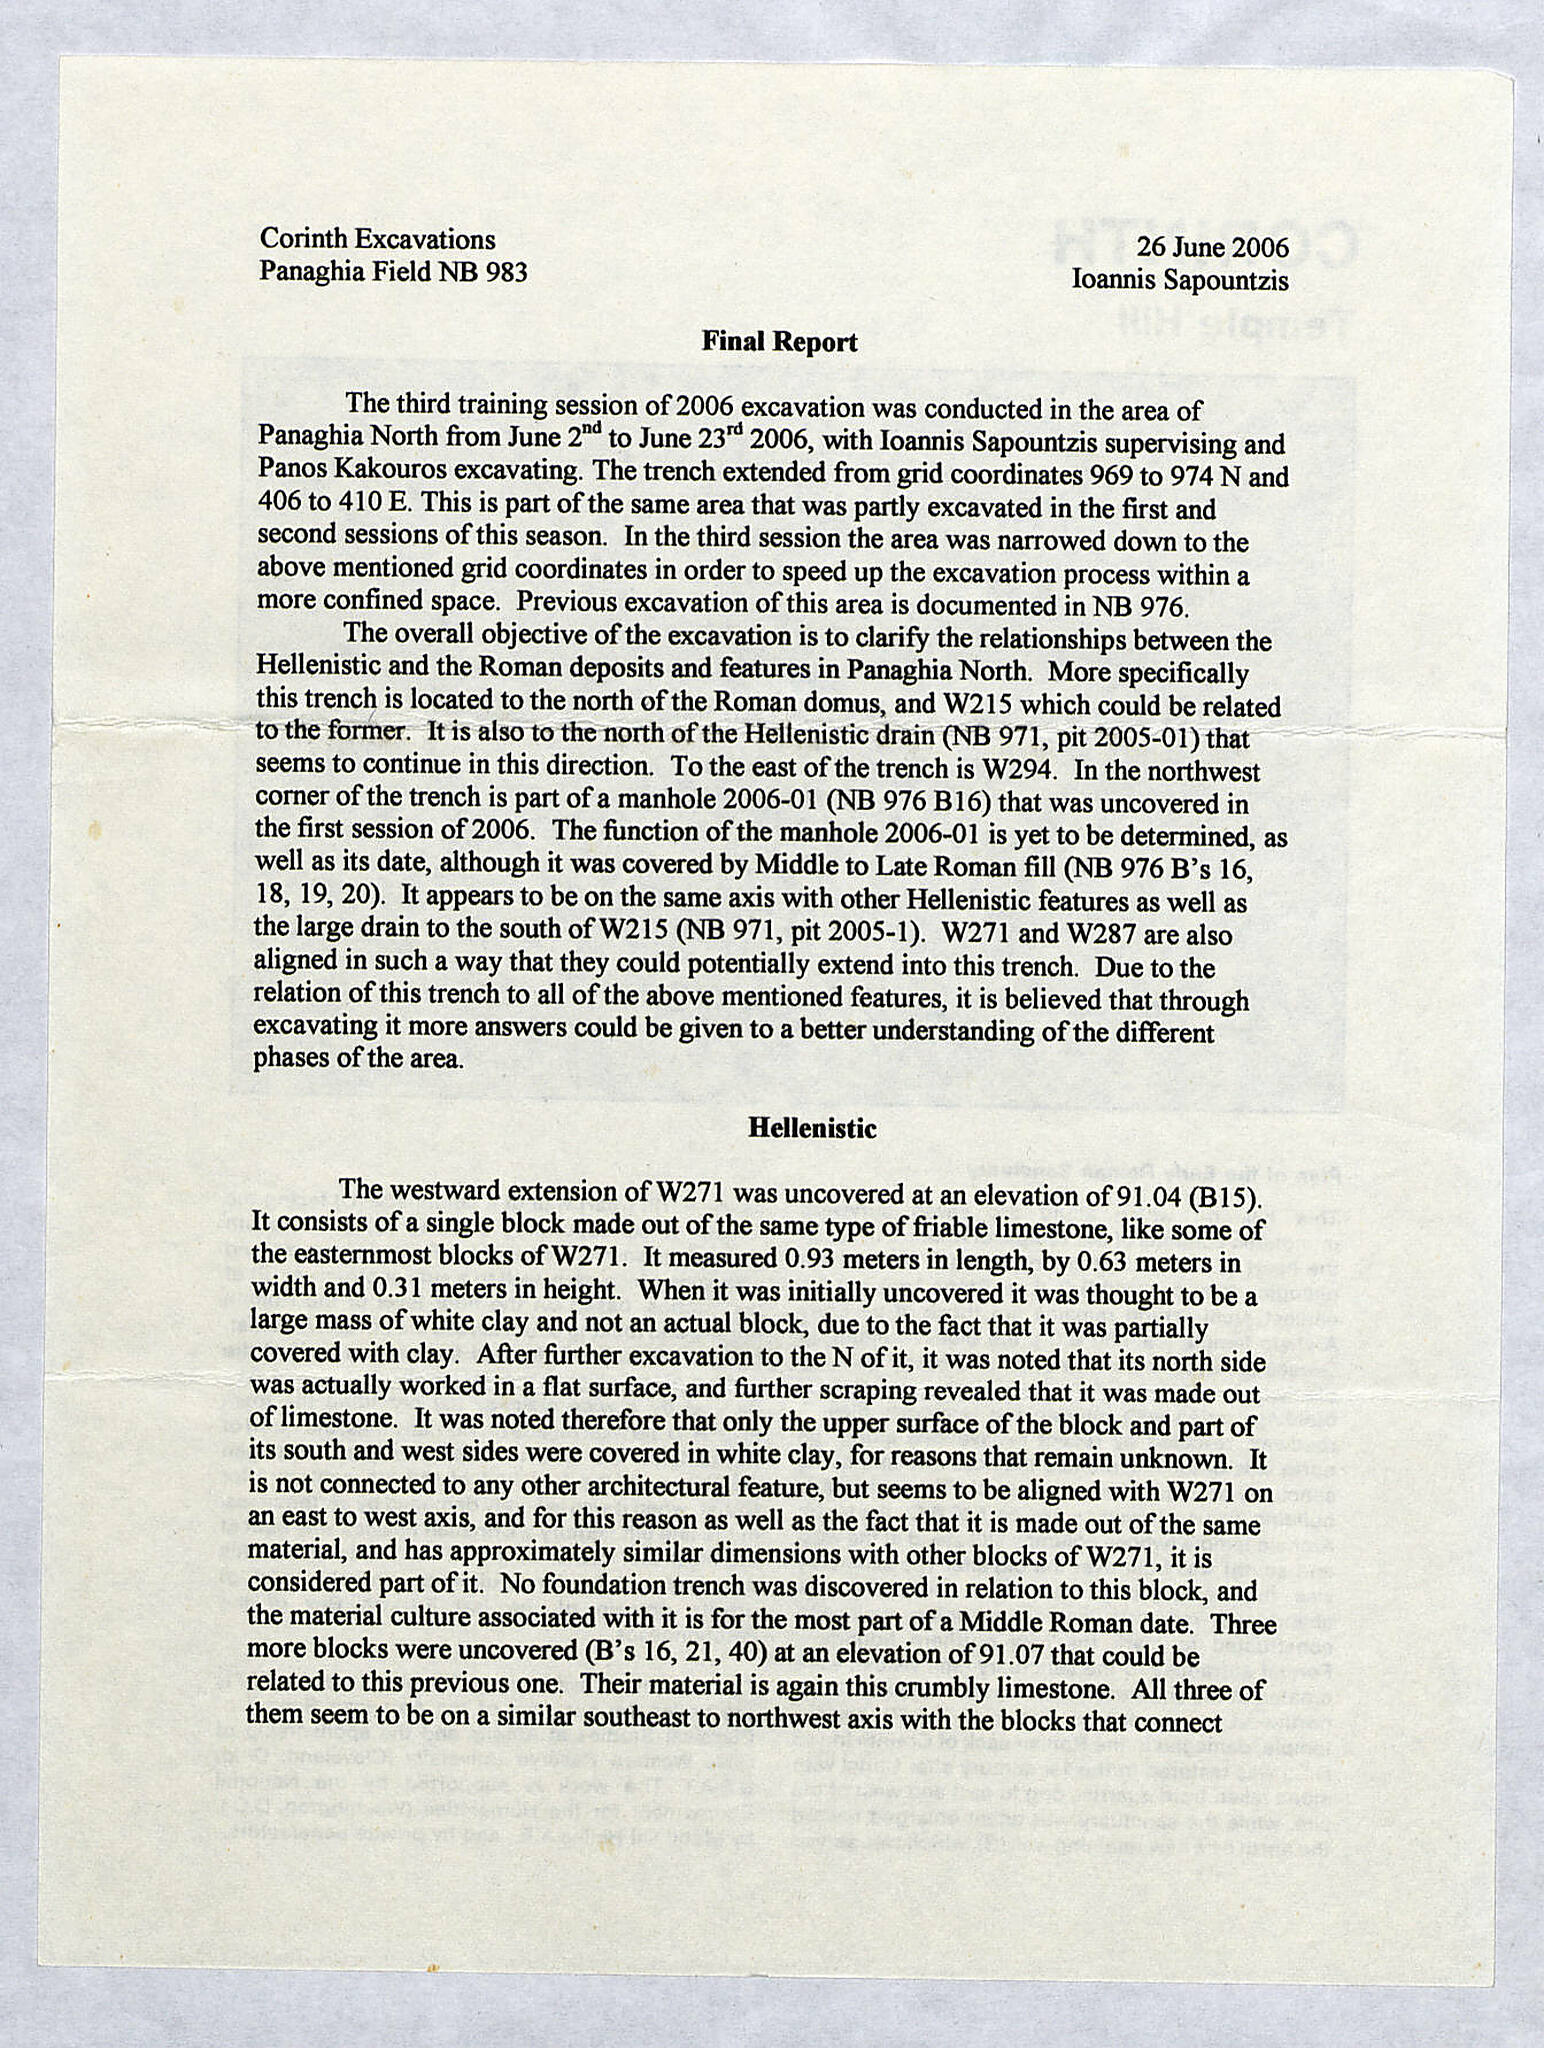 Corinth Excavations
Panaghia Field NB 983
26 June 2006
Ioannis Sapountzis
Final Report
The third training session of 2006 excavation was conducted in the area of
Panaghia North from June 2nd to June 23rd 2006, with Ioannis Sapountzis supervising and
Panos Kakouros excavating. The trench extended from grid coordinates 969 to 974 N and
406 to 410 E. This is part of the same area that was partly excavated in the first and
second sessions of this season. In the third session the area was narrowed down to the
above mentioned grid coordinates in order to speed up the excavation process within a
more confined space. Previous excavation of this area is documented in NB 976.
The overall objective of the excavation is to clarify the relationships between the
Hellenistic and the Roman deposits and features in Panaghia North. More specifically
this trench is located to the north of the Roman domus, and W215 which could be related
to the former. It is also to the north of the Hellenistic drain (NB 971, pit 2005-01) that
seems to continue in this direction. To the east of the trench is W294. In the northwest
corner of the trench is part of a manhole 2006-01 (NB 976 B16) that was uncovered in
the first session of 2006. The function of the manhole 2006-01 is yet to be determined, as
well as its date, although it was covered by Middle to Late Roman fill (NB 976 B's 16,
18, 19, 20). It appears to be on the same axis with other Hellenistic features as well as
the large drain to the south of W215 (NB 971, pit 2005-1). W271 and W287 are also
aligned in such a way that they could potentially extend into this trench. Due to the
relation of this trench to all of the above mentioned features, it is believed that through
excavating it more answers could be given to a better understanding of the different
phases of the area.
Hellenistic
The westward extension of W271 was uncovered at an elevation of 91.04 (B15).
It consists of a single block made out of the same type of friable limestone, like some of
the easternmost blocks of W271. It measured 0.93 meters in length, by 0.63 meters in
width and 0.31 meters in height. When it was initially uncovered it was thought to be a
large mass of white clay and not an actual block, due to the fact that it was partially
covered with clay. After further excavation to the N of it, it was noted that its north side
was actually worked in a flat surface, and further scraping revealed that it was made out
of limestone. It was noted therefore that only the upper surface of the block and part of
its south and west sides were covered in white clay, for reasons that remain unknown. It
is not connected to any other architectural feature, but seems to be aligned with W271 on
an east to west axis, and for this reason as well as the fact that it is made out of the same
material, and has approximately similar dimensions with other blocks of W271, it is
considered part of it. No foundation trench was discovered in relation to this block, and
the material culture associated with it is for the most part of a Middle Roman date. Three
more blocks were uncovered (B's 16, 21, 40) at an elevation of 91.07 that could be
related to this previous one. Their material is again this crumbly limestone. All three of
them seem to be on a similar southeast to northwest axis with the blocks that connect